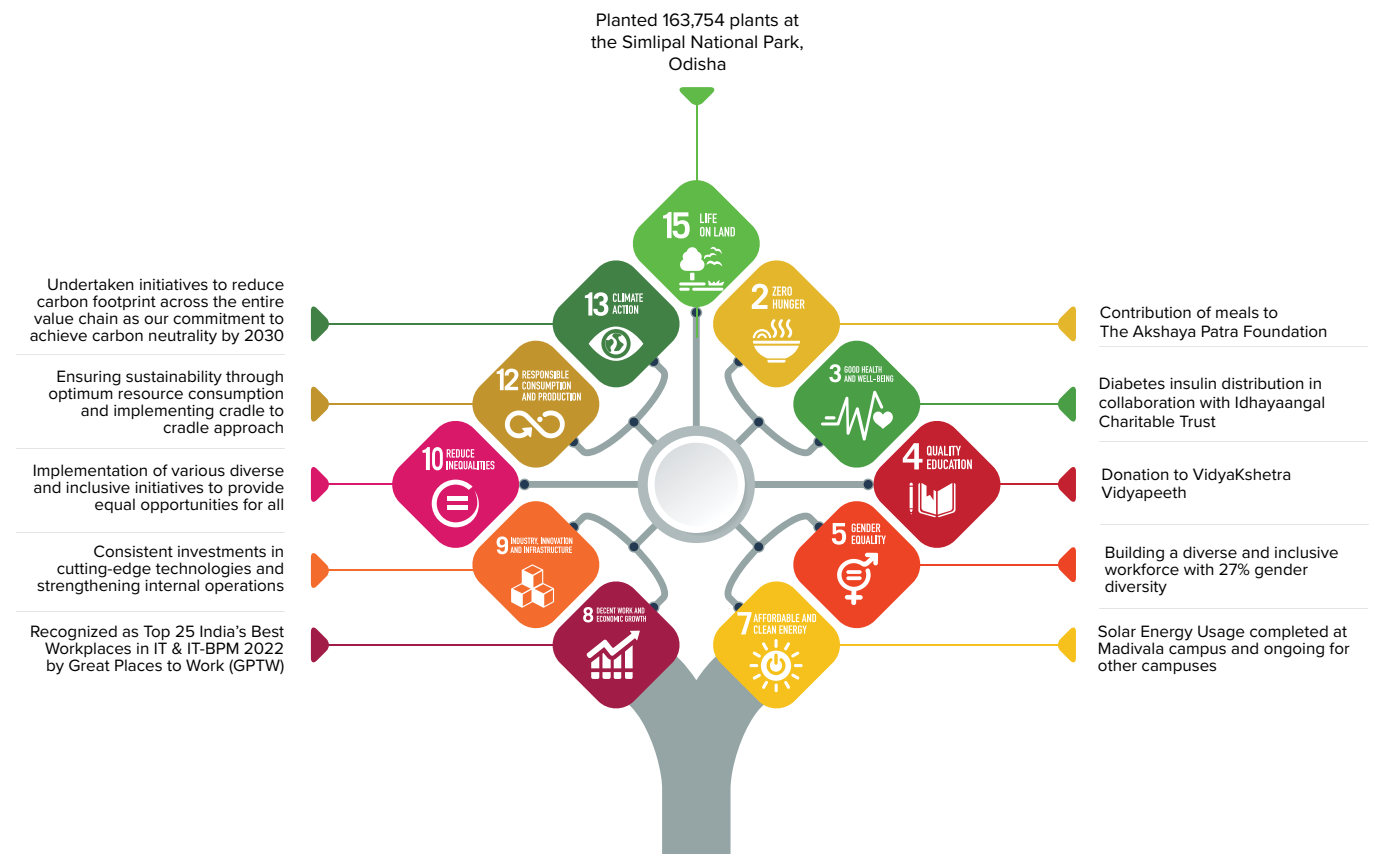 Planted 163,754 plants at
the Simlipal National Park,
Odisha
15 LIFE
ON LAND
13 CLIMATE
ACTION
Undertaken initiatives to reduce
carbon footprint across the entire
value chain as our commitment to
achieve carbon neutrality by 2030
12 RESPONSIBLE
CONSUMPTION
AND PRODUCTION
Ensuring sustainability through
optimum resource consumption
and implementing cradle to
cradle approach
10 REDUCE
INEQUALITIES
Implementation of various diverse
and inclusive initiatives to provide
equal opportunities for all
9 INDUSTRY, INNOVATION
AND INFRASTRUCTURE
Consistent investments in
cutting-edge technologies and
strengthening internal operations
8 DECENT WORK AND
ECONOMIC GROWTH
Recognized as Top 25 India's Best
Workplaces in IT & IT-BPM 2022
by Great Places to Work (GPTW)
2 ZERO
HUNGER
Contribution of meals to
The Akshaya Patra Foundation
3 GOOD HEALTH
AND WELL-BEING
Diabetes insulin distribution in
collaboration with Idhayaangal
Charitable Trust
4 QUALITY
EDUCATION
Donation to VidyaKshetra
Vidyapeeth
5 GENDER
EQUALITY
Building a diverse and inclusive
workforce with 27% gender
diversity
7 AFFORDABLE AND
CLEAN ENERGY
Solar Energy Usage completed at
Madivala campus and ongoing for
other campuses